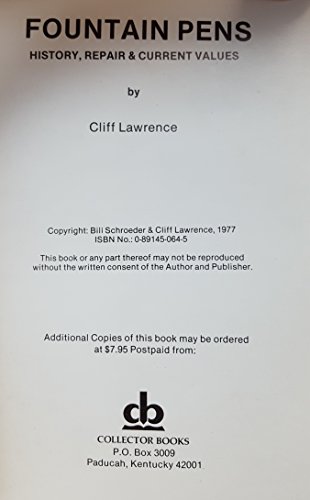 FOUNTAIN PENS
HISTORY, REPAIR & CURRENT VALUES
by
Cliff Lawrence
Copyright: Bill Schroeder & Cliff Lawrence, 1977
ISBN No.: 0-89145-064-5
This book or any part thereof may not be reproduced
without the written consent of the Author and Publisher.
Additional Copies of this book may be ordered
at $7.95 Postpaid from:
cb
COLLECTOR BOOKS
P.O. Box 3009
Paducah, Kentucky 42001